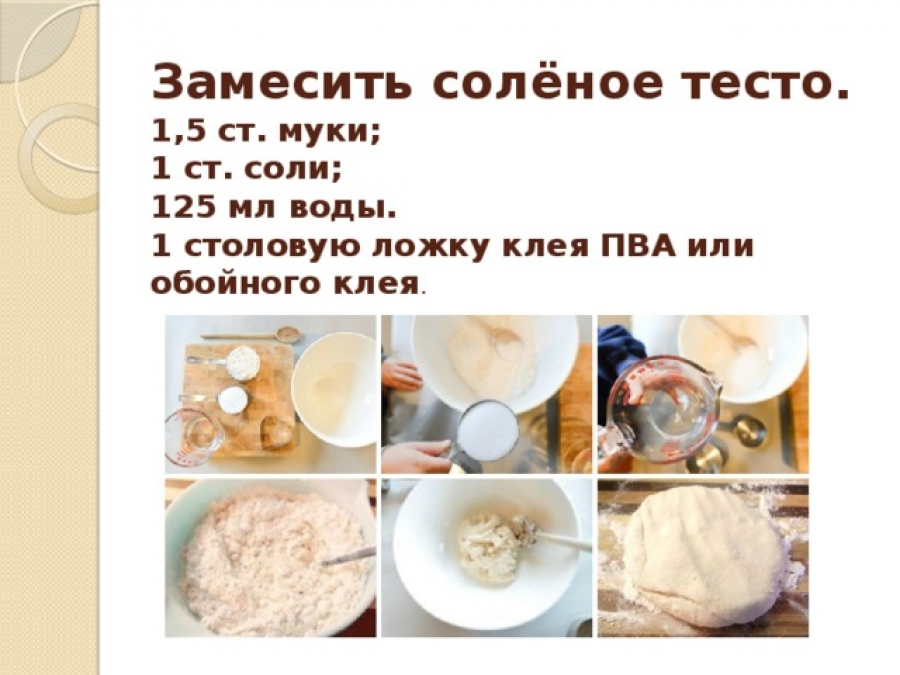 Замесить солёное тесто.
1,5 ст. муки;
1 ст. соли;
125 мл воды.
1 столовую ложку клея ПВА или
обойного клея.